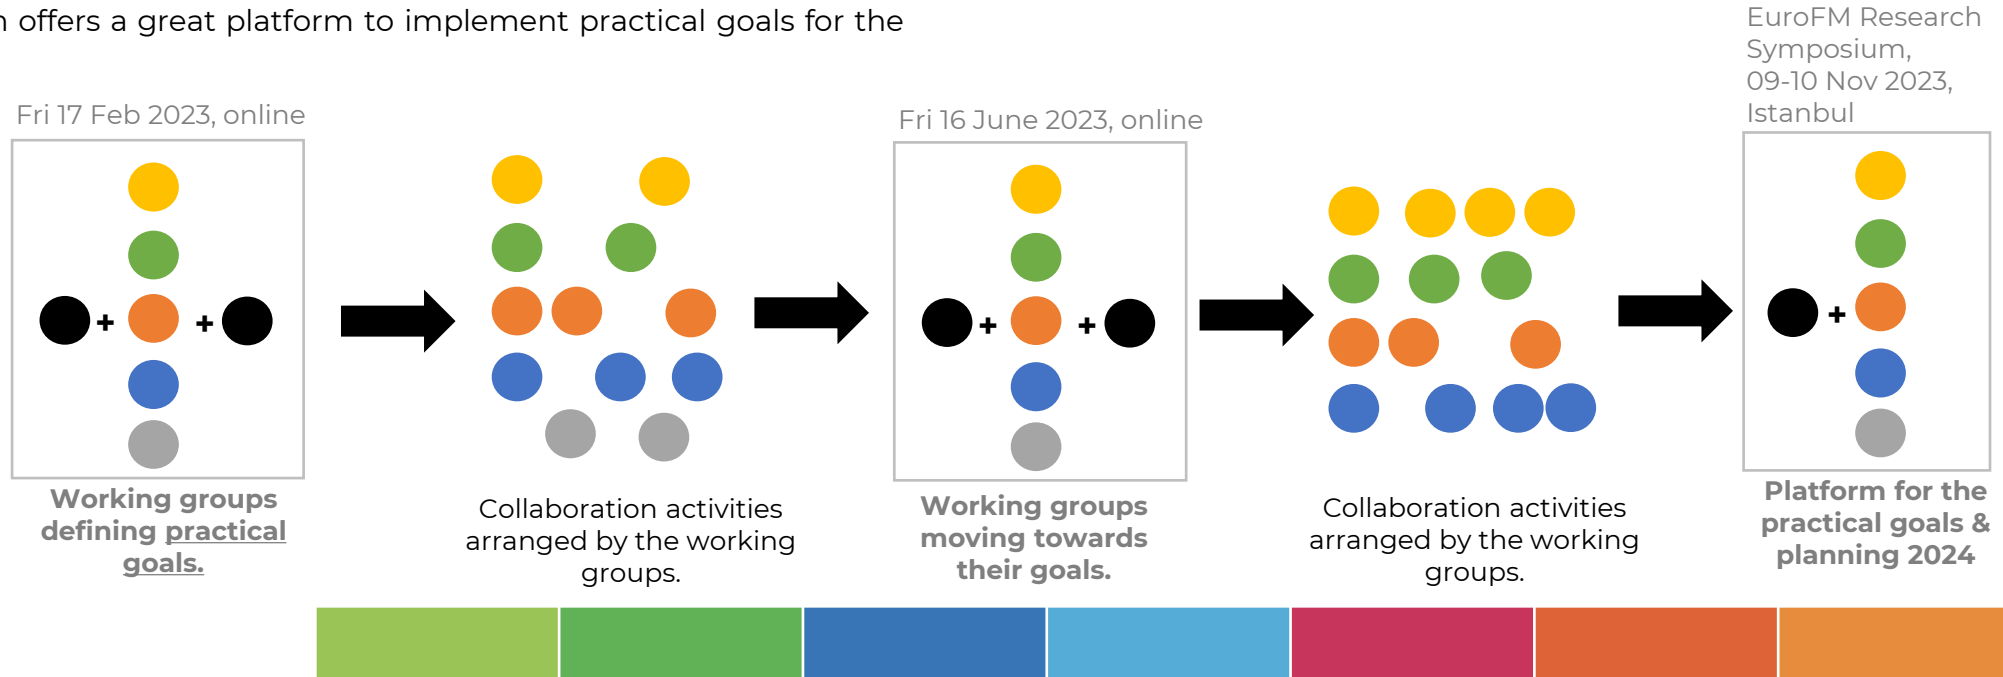 offers a great platform to implement practical goals for the
EuroFM Research
Symposium,
09-10 Nov 2023,
Istanbul
Fri 17 Feb 2023, online
Fri 16 June 2023, online
+ +
+ +
+
Working groups
defining practical
goals.
Collaboration activities
arranged by the working
groups.
Working groups
moving towards
their goals.
Collaboration activities
arranged by the working
groups.
Platform for the
practical goals &
planning 2024